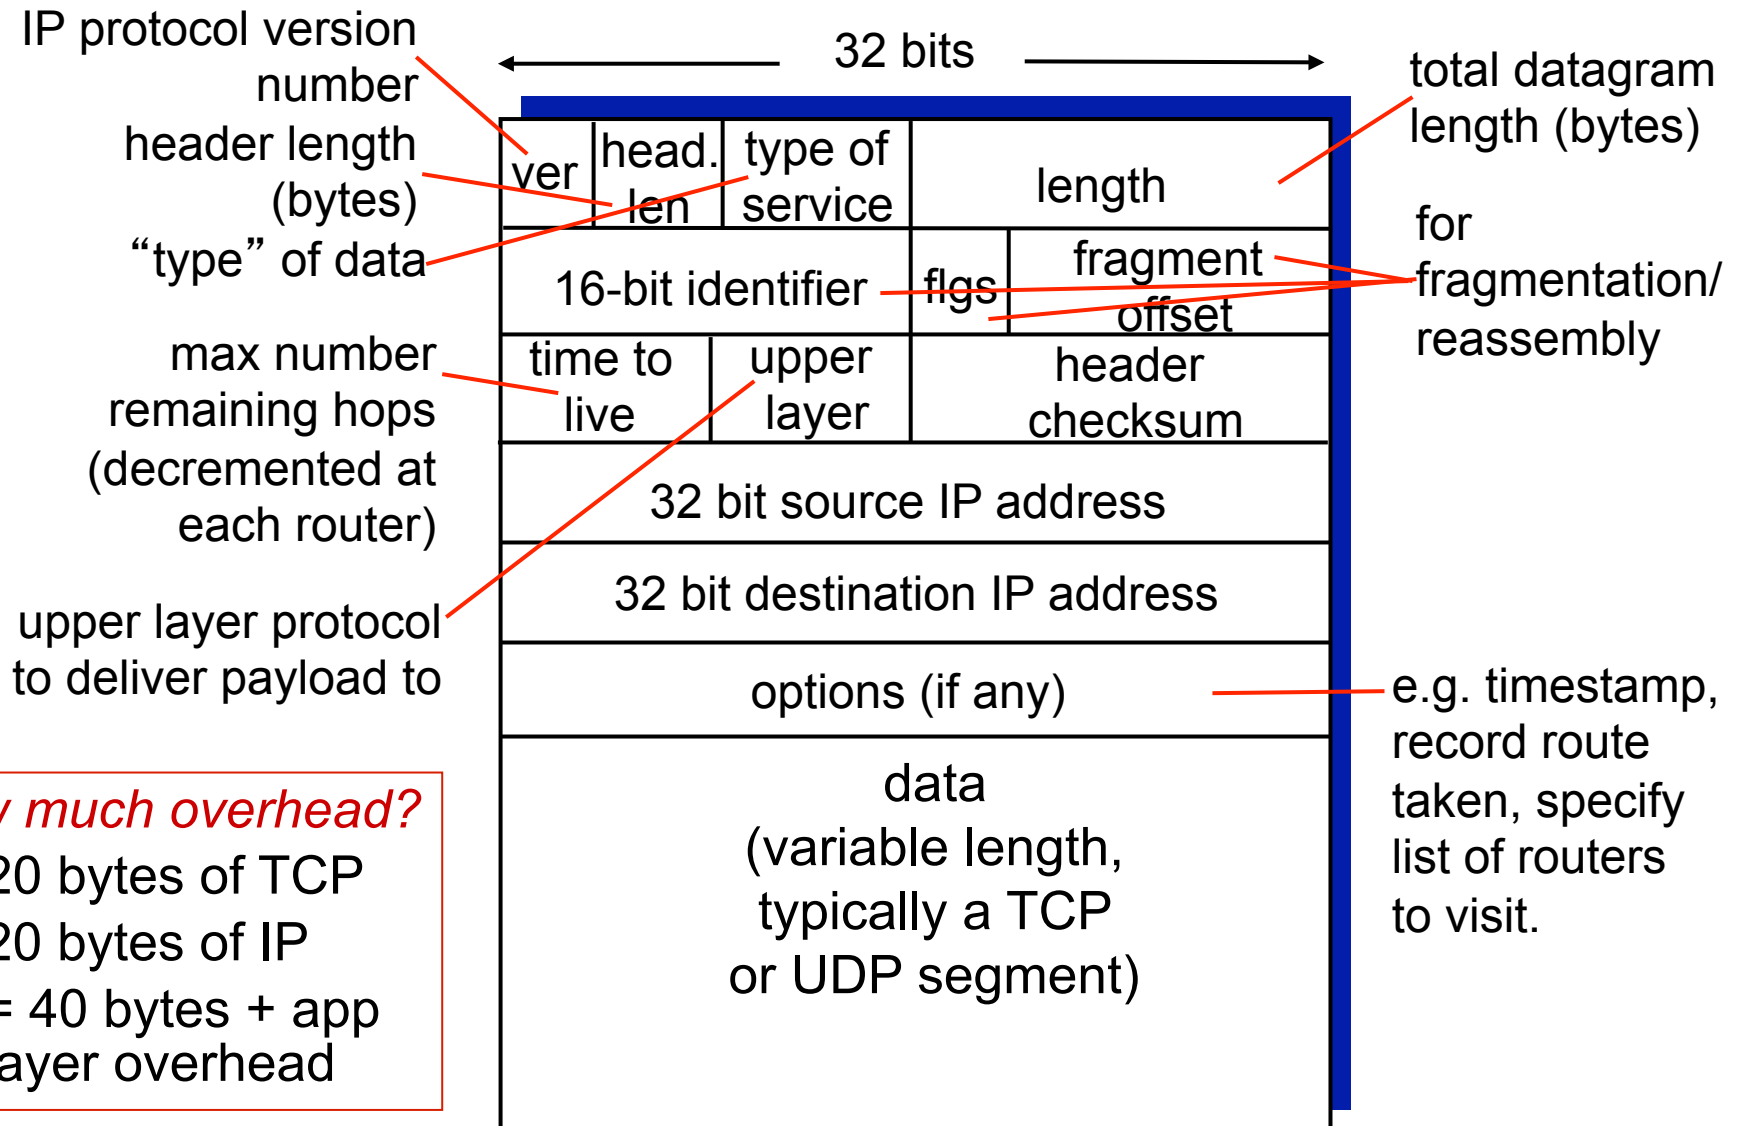 IP protocol version
number
header length
(bytes)
“type” of data
max number
remaining hops
(decremented at
each router)
upper layer protocol
to deliver payload to
much overhead?
20 bytes of TCP
20 bytes of IP
= 40 bytes + app
ayer overhead
32 bits
ver
head.
len
type of
service
length
16-bit identifier
flgs
fragment
offset
time to
live
upper
layer
header
checksum
32 bit source IP address
32 bit destination IP address
options (if any)
data
(variable length,
typically a TCP
or UDP segment)
total datagram
length (bytes)
for
fragmentation/
reassembly
e.g. timestamp,
record route
taken, specify
list of routers
to visit.